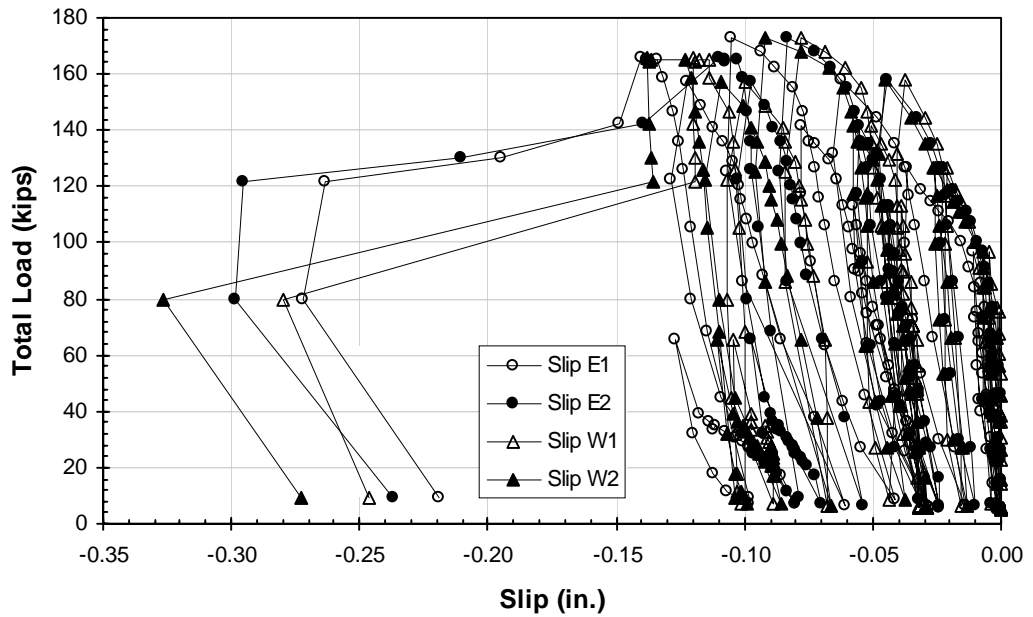 180
160
140
120
100
80
60
40
20
0
Total Load (kips)
Slip E1
Slip E2
Slip W1
Slip W2
-0.35 -0.30 -0.25 -0.20 -0.15 -0.10 -0.05 0.00
Slip (in.)